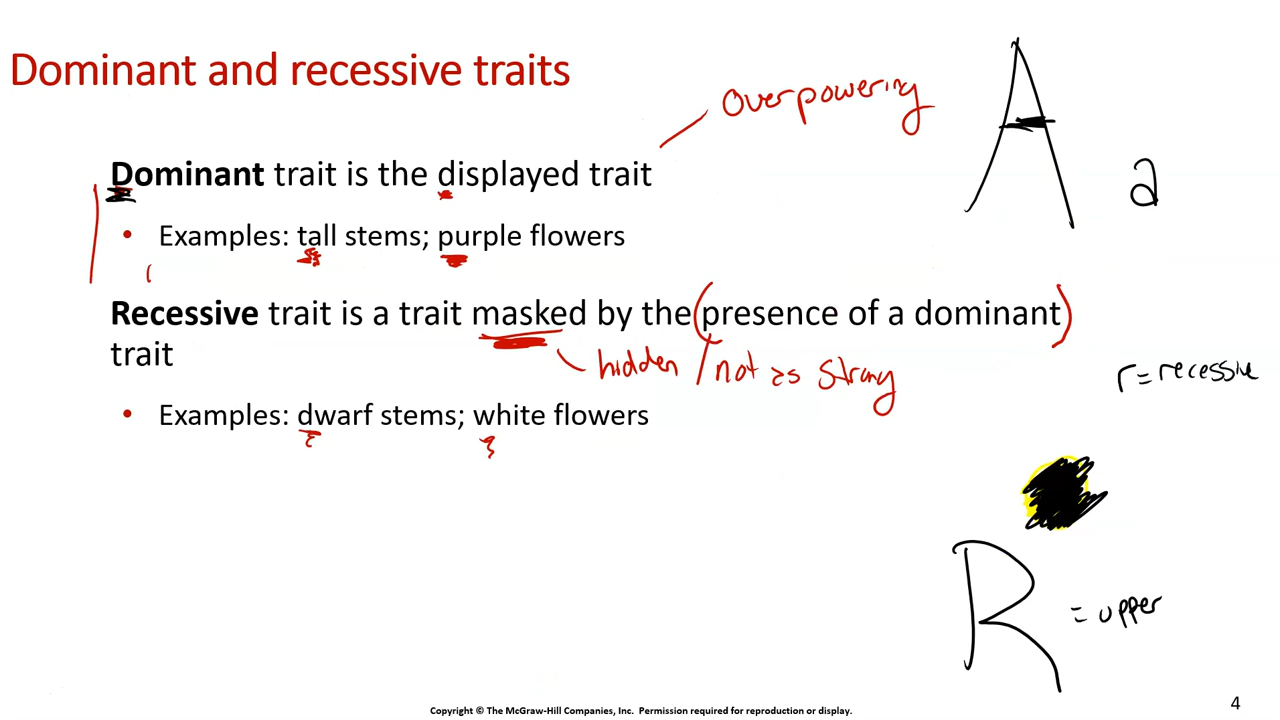 Dominant and recessive traits
Overpowering
A
a
Dominant trait is the displayed trait
• Examples: tall stems; purple flowers
Recessive trait is a trait masked by the (presence of a dominant)
trait
hidden / not as strong
r = recessive
• Examples: dwarf stems; white flowers
R = upper
Copyright © The McGraw-Hill Companies, Inc. Permission required for reproduction or display.
4